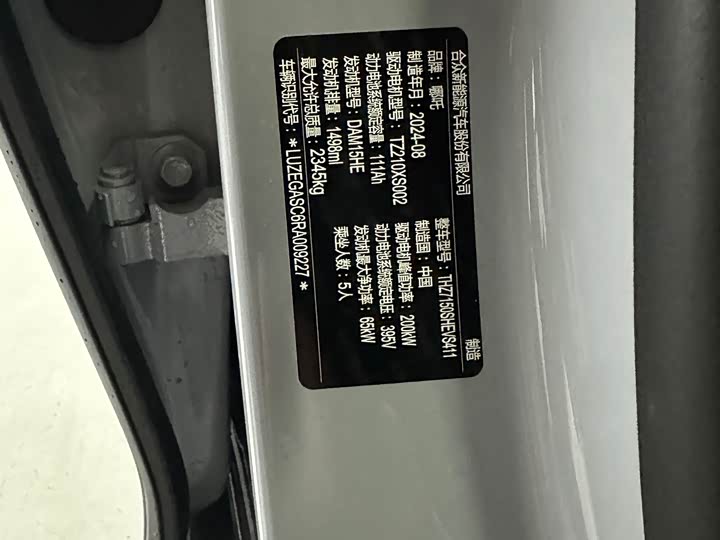 合众新能源汽车股份有限公司 制造
品牌：哪吒 整车型号：THZ7150SHEVS411
制造年月：2024-08 制造国：中国
驱动电机型号：TZ210XS002 驱动电机峰值功率：200kW
动力电池系统额定容量：111Ah 动力电池系统额定电压：395V
发动机型号：DAM15HE 发动机最大净功率：65kW
发动机排量：1498ml 乘坐人数：5人
最大允许总质量：2345kg
车辆识别代号：＊LUZEGASC6RA009227＊